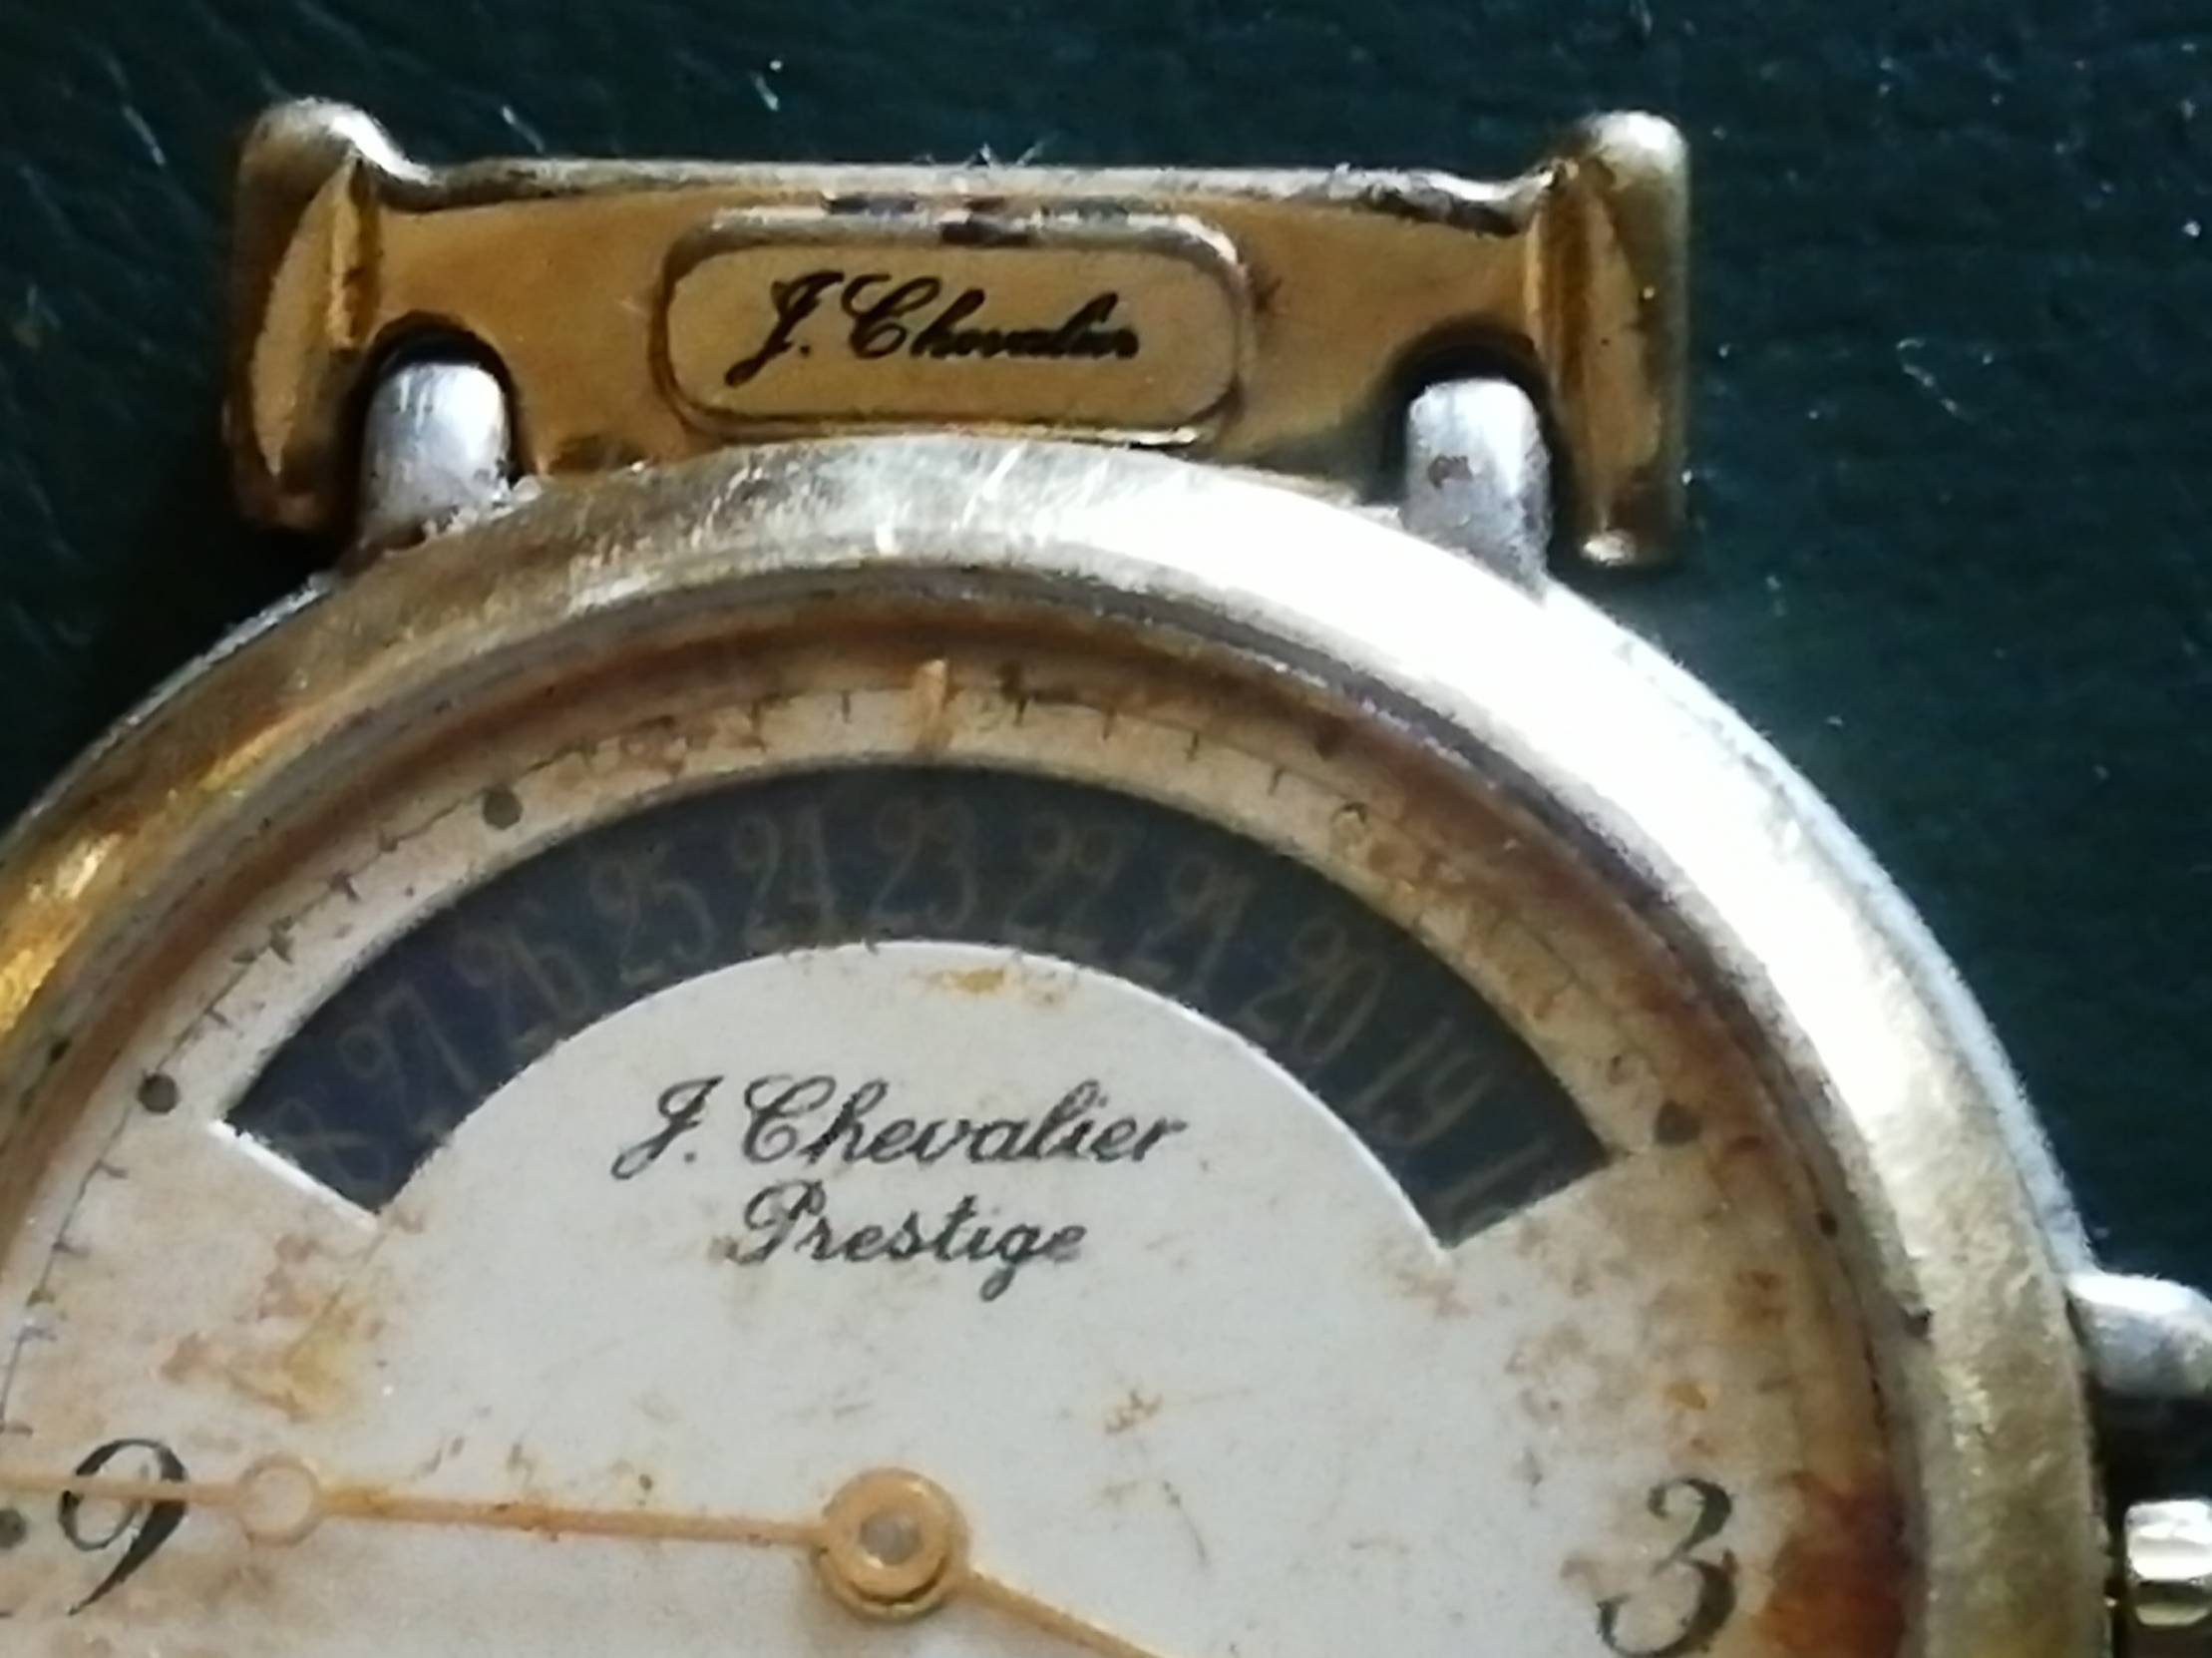 J. Chevalier
27 26 25 24 23 22 21 20 19
J. Chevalier
Prestige
9
3